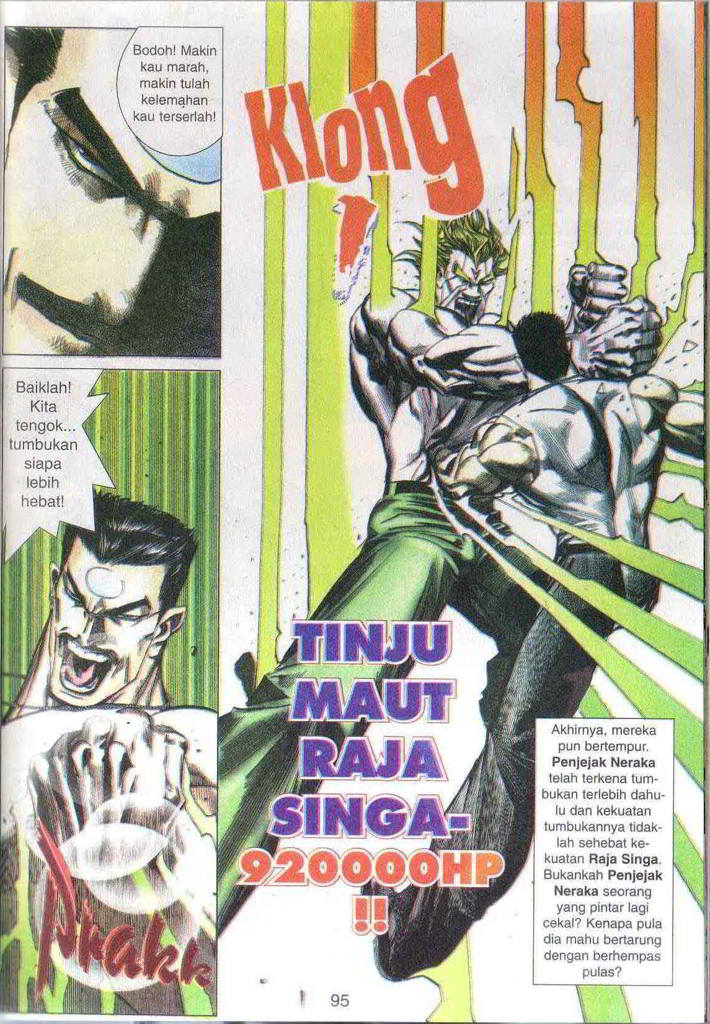 Bodoh! Makin
kau marah,
makin tulah
kelemahan
kau terserlah!
Klong
!
Baiklah!
Kita
tengok...
tumbukan
siapa
lebih
hebat!
Phakk
TINJU
MAUT
RAJA
SINGA-
920000HP
!!
Akhirnya, mereka
pun bertempur.
Penjejak Neraka
telah terkena tum-
bukan terlebih dahu-
lu dan kekuatan
tumbukannya tidak-
lah sehebat ke-
kuatan Raja Singa.
Bukankah Penjejak
Neraka seorang
yang pintar lagi
cekal? Kenapa pula
dia mahu bertarung
dengan berhempas
pulas?
95